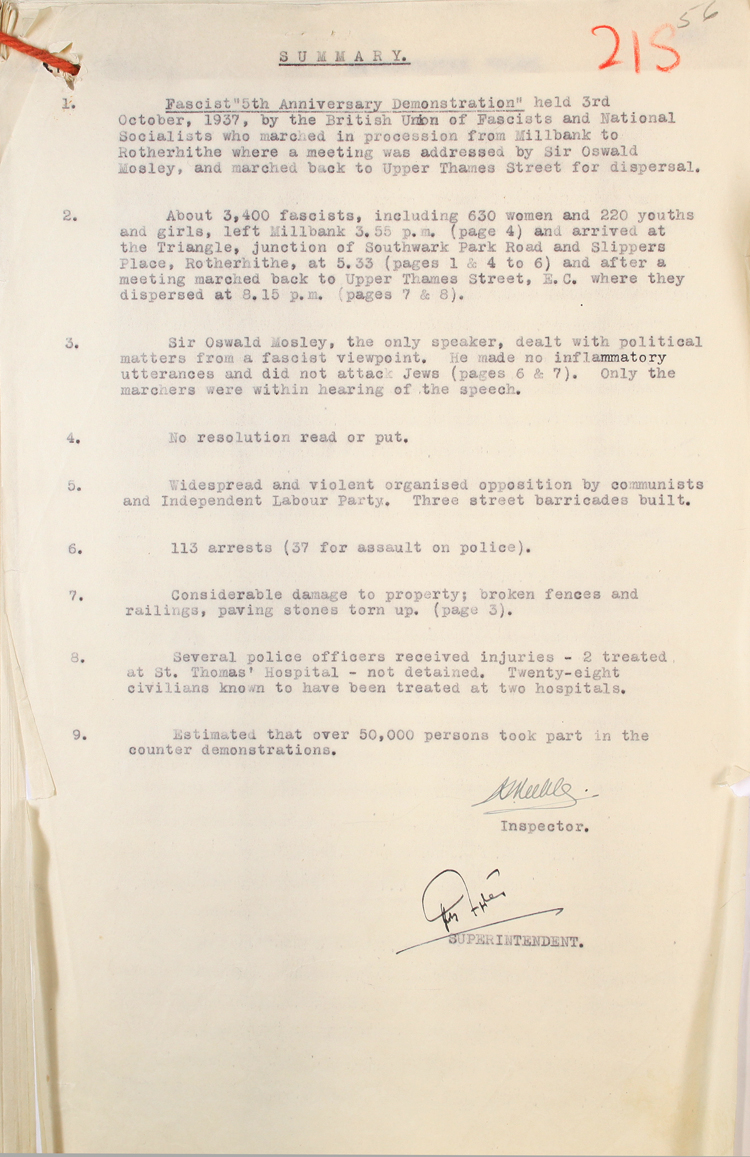 56
21S
SUMMARY.
1. Fascist "5th Anniversary Demonstration" held 3rd
October, 1937, by the British Union of Fascists and National
Socialists who marched in procession from Millbank to
Rotherhithe where a meeting was addressed by Sir Oswald
Mosley, and marched back to Upper Thames Street for dispersal.
2. About 3,400 fascists, including 630 women and 220 youths
and girls, left Millbank 3.55 p.m. (page 4) and arrived at
the Triangle, junction of Southwark Park Road and Slippers
Place, Rotherhithe, at 5.33 (pages 1 & 4 to 6) and after a
meeting marched back to Upper Thames Street, E.C. where they
dispersed at 8.15 p.m. (pages 7 & 8).
3. Sir Oswald Mosley, the only speaker, dealt with political
matters from a fascist viewpoint. He made no inflammatory
utterances and did not attack Jews (pages 6 & 7). Only the
marchers were within hearing of the speech.
4. No resolution read or put.
5. Widespread and violent organised opposition by communists
and Independent Labour Party. Three street barricades built.
6. 113 arrests (37 for assault on police).
7. Considerable damage to property; broken fences and
railings, paving stones torn up. (page 3).
8. Several police officers received injuries - 2 treated
at St. Thomas' Hospital - not detained. Twenty-eight
civilians known to have been treated at two hospitals.
9. Estimated that over 50,000 persons took part in the
counter demonstrations.
Inspector.
SUPERINTENDENT.